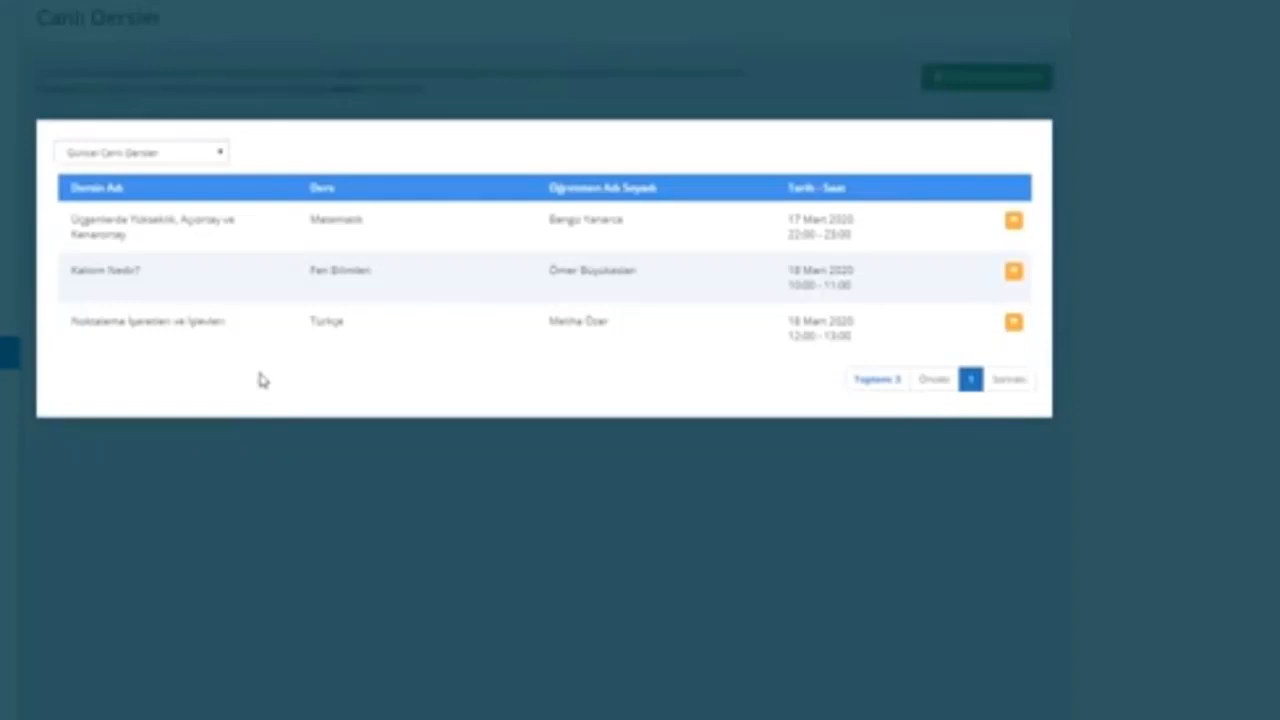 Canlı Dersler
Güncel Canlı Dersler
Dersin Adı Ders Öğretmen Adı Soyadı Tarih - Saat
Üçgenlerde Yükseklik, Açıortay ve Kenarortay Matematik Bengü Yanarca 17 Mart 2020 22:00 - 23:00
Kalıtım Nedir? Fen Bilimleri Ömer Büyükaslan 18 Mart 2020 10:00 - 11:00
Noktalama İşaretleri ve İşlevleri Türkçe Meliha Özer 18 Mart 2020 12:00 - 13:00
Toplam: 3 Önceki 1 Sonraki